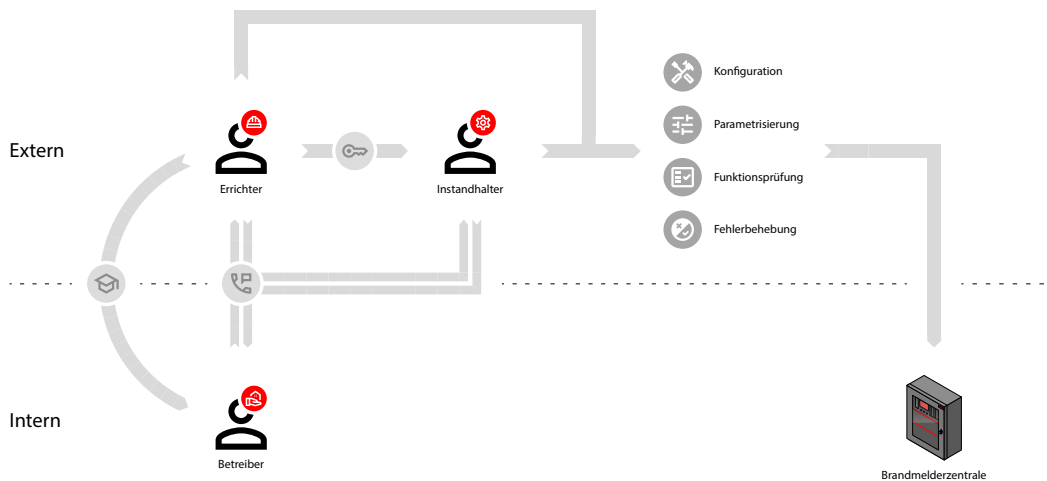 Konfiguration
Parametrisierung
Extern
Funktionsprüfung
Errichter
Instandhalter
Fehlerbehebung
Intern
Betreiber
Brandmelderzentrale